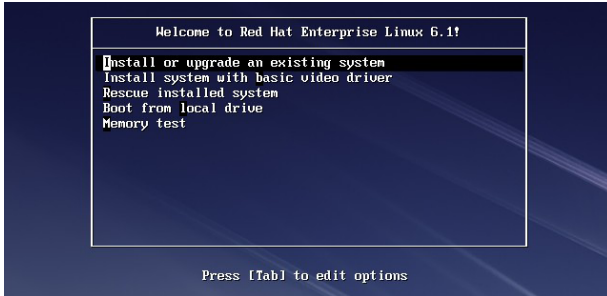 Welcome to Red Hat Enterprise Linux 6.1!
Install or upgrade an existing system
Install system with basic video driver
Rescue installed system
Boot from local drive
Memory test
Press [Tab] to edit options